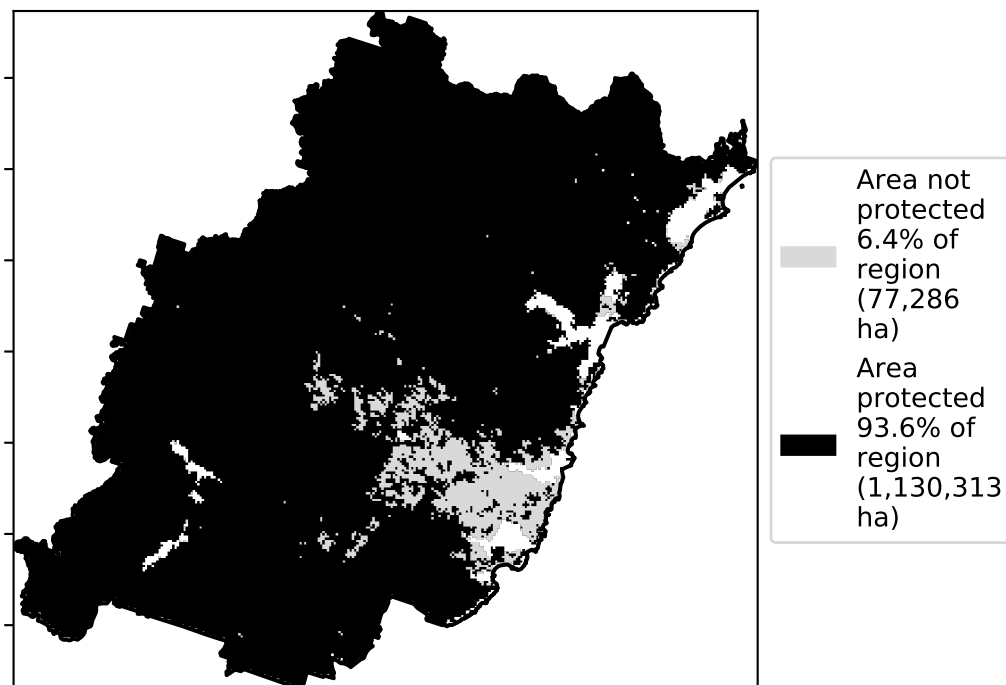 Area not
protected
6.4% of
region
(77,286
ha)
Area
protected
93.6% of
region
(1,130,313
ha)